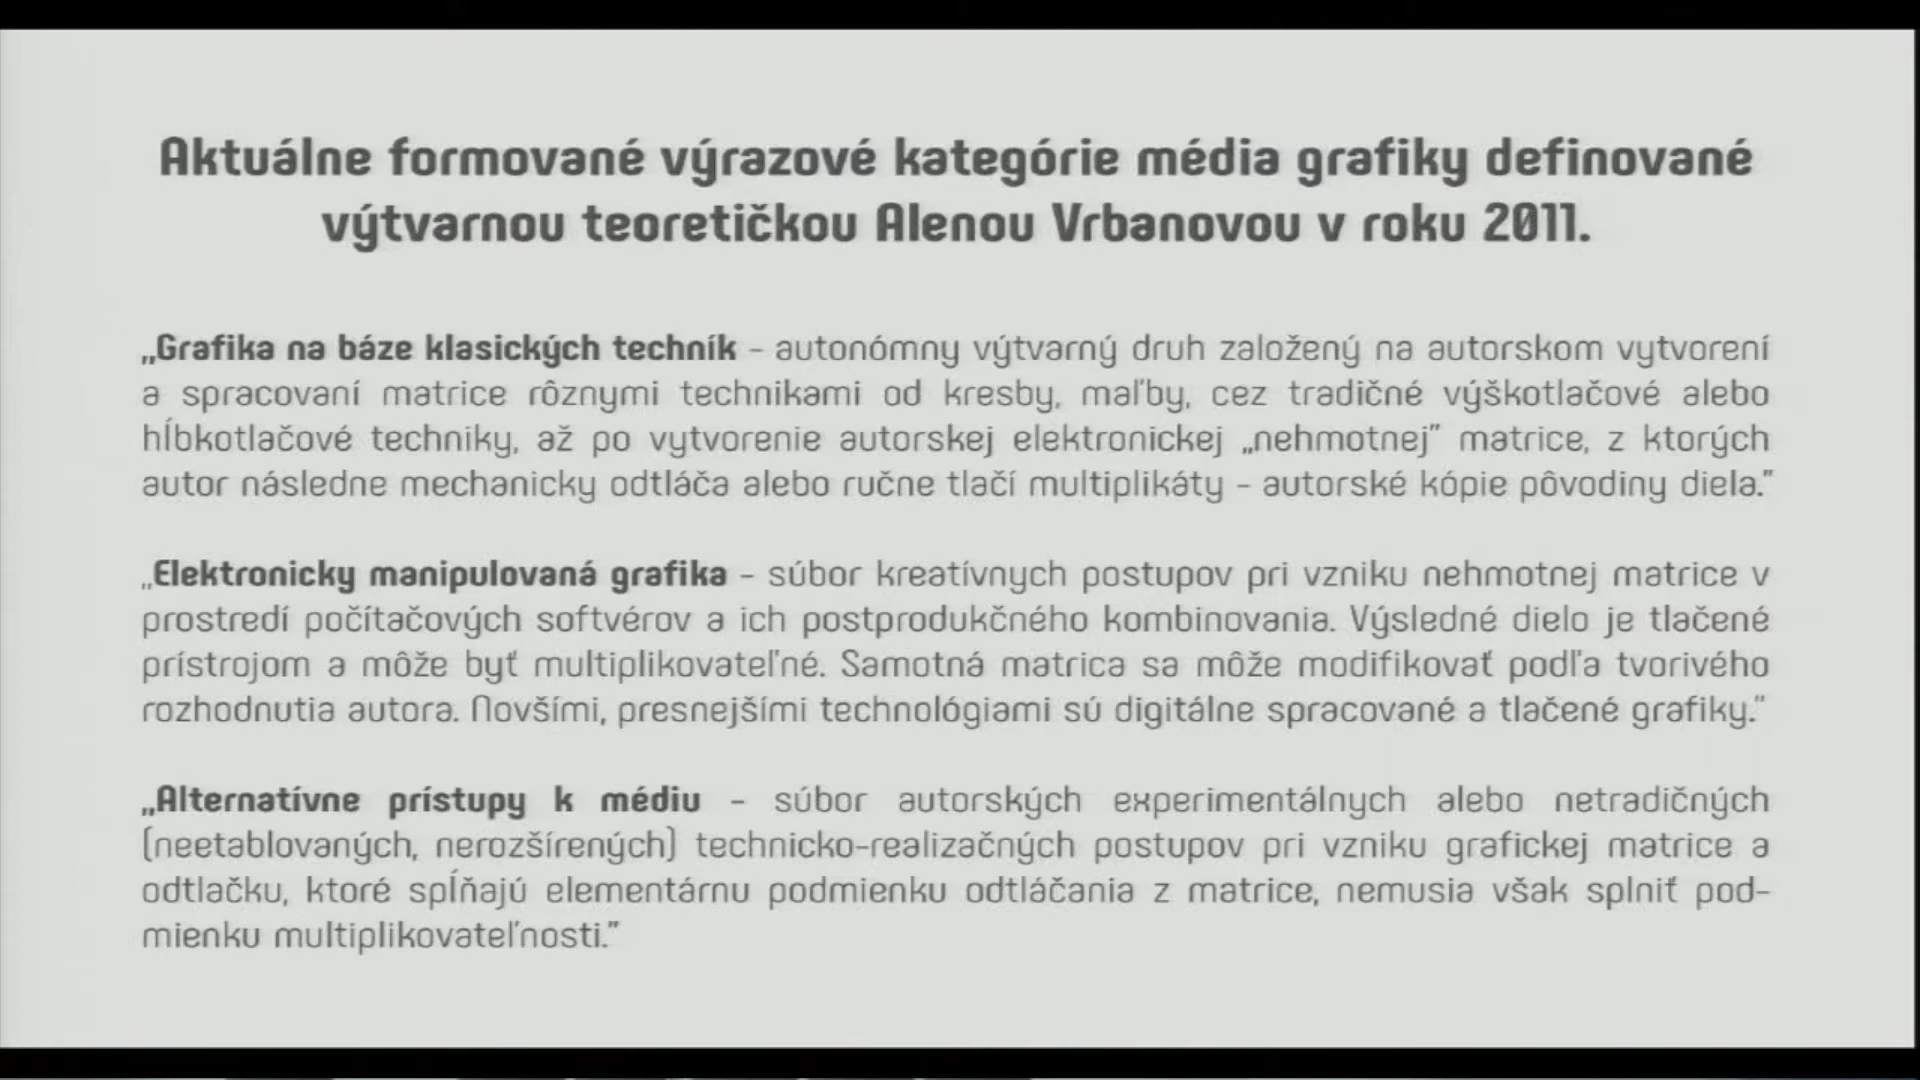 Aktuálne formované výrazové kategórie média grafiky definované
výtvarnou teoretičkou Alenou Vrbanovou v roku 2011.
„Grafika na báze klasických techník - autonómny výtvarný druh založený na autorskom vytvorení
a spracovaní matrice rôznymi technikami od kresby, maľby, cez tradičné výškotlačové alebo
hĺbkotlačové techniky, až po vytvorenie autorskej elektronickej „nehmotnej” matrice, z ktorých
autor následne mechanicky odtláča alebo ručne tlačí multiplikáty - autorské kópie pôvodiny diela.”
„Elektronicky manipulovaná grafika - súbor kreatívnych postupov pri vzniku nehmotnej matrice v
prostredí počítačových softvérov a ich postprodukčného kombinovania. Výsledné dielo je tlačené
prístrojom a môže byť multiplikovateľné. Samotná matrica sa môže modifikovať podľa tvorivého
rozhodnutia autora. Novšími, presnejšími technológiami sú digitálne spracované a tlačené grafiky.”
„Alternatívne prístupy k médiu - súbor autorských experimentálnych alebo netradičných
(neetablovaných, nerozšírených) technicko-realizačných postupov pri vzniku grafickej matrice a
odtlačku, ktoré spĺňajú elementárnu podmienku odtláčania z matrice, nemusia však splniť pod-
mienku multiplikovateľnosti.”